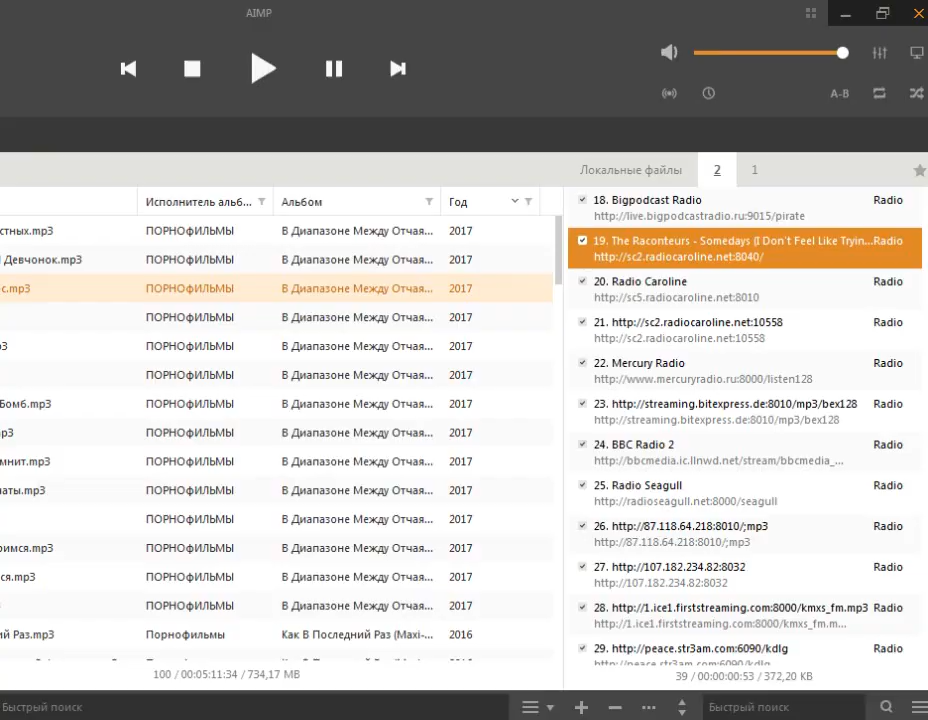 AIMP
A-B
Локальные файлы 2 1
Исполнитель альб... Альбом Год
стных.mp3 ПОРНОФИЛЬМЫ В Диапазоне Между Отчая... 2017
Девчонок.mp3 ПОРНОФИЛЬМЫ В Диапазоне Между Отчая... 2017
с.mp3 ПОРНОФИЛЬМЫ В Диапазоне Между Отчая... 2017
ПОРНОФИЛЬМЫ В Диапазоне Между Отчая... 2017
p3 ПОРНОФИЛЬМЫ В Диапазоне Между Отчая... 2017
ПОРНОФИЛЬМЫ В Диапазоне Между Отчая... 2017
Бомб.mp3 ПОРНОФИЛЬМЫ В Диапазоне Между Отчая... 2017
p3 ПОРНОФИЛЬМЫ В Диапазоне Между Отчая... 2017
мнит.mp3 ПОРНОФИЛЬМЫ В Диапазоне Между Отчая... 2017
наты.mp3 ПОРНОФИЛЬМЫ В Диапазоне Между Отчая... 2017
ПОРНОФИЛЬМЫ В Диапазоне Между Отчая... 2017
римся.mp3 ПОРНОФИЛЬМЫ В Диапазоне Между Отчая... 2017
ся.mp3 ПОРНОФИЛЬМЫ В Диапазоне Между Отчая... 2017
ПОРНОФИЛЬМЫ В Диапазоне Между Отчая... 2017
й Раз.mp3 Порнофильмы Как В Последний Раз (Maxi-... 2016
100 / 00:05:11:34 / 734,17 MB
18. Bigpodcast Radio Radio
http://live.bigpodcastradio.ru:9015/pirate
19. The Raconteurs - Somedays (I Don't Feel Like Tryin... Radio
http://sc2.radiocaroline.net:8040/
20. Radio Caroline Radio
http://sc5.radiocaroline.net:8010
21. http://sc2.radiocaroline.net:10558 Radio
http://sc2.radiocaroline.net:10558
22. Mercury Radio Radio
http://www.mercuryradio.ru:8000/listen128
23. http://streaming.bitexpress.de:8010/mp3/bex128 Radio
http://streaming.bitexpress.de:8010/mp3/bex128
24. BBC Radio 2 Radio
http://bbcmedia.ic.llnwd.net/stream/bbcmedia_...
25. Radio Seagull Radio
http://radioseagull.net:8000/seagull
26. http://87.118.64.218:8010/;mp3 Radio
http://87.118.64.218:8010/;mp3
27. http://107.182.234.82:8032 Radio
http://107.182.234.82:8032
28. http://1.ice1.firststreaming.com:8000/kmxs_fm.mp3 Radio
http://1.ice1.firststreaming.com:8000/kmxs_fm.m...
29. http://peace.str3am.com:6090/kdlg Radio
http://peace.str3am.com:6090/kdlg
39 / 00:00:00:53 / 372,20 KB
Быстрый поиск
Быстрый поиск